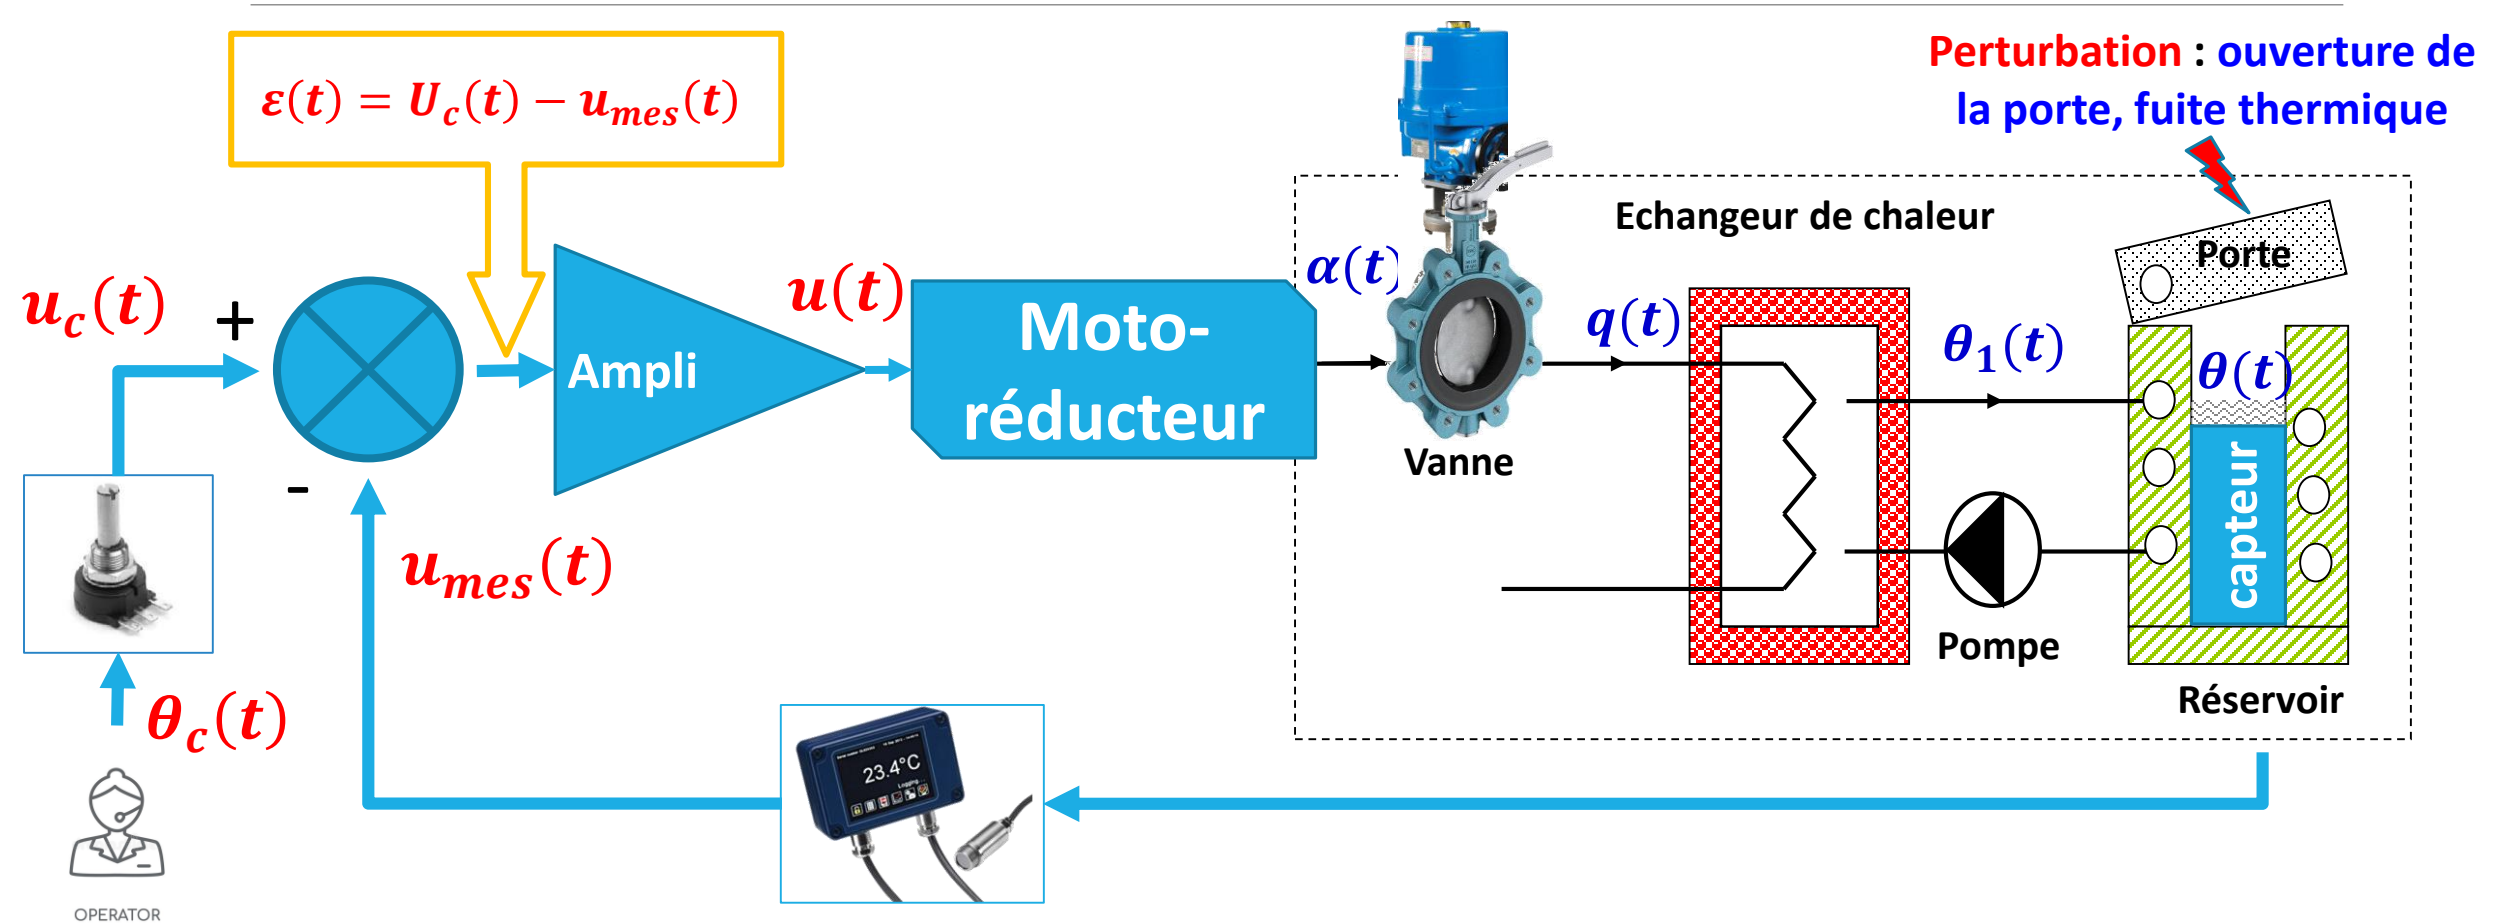 ε(t) = U_c(t) − u_mes(t)
Perturbation : ouverture de
la porte, fuite thermique
Echangeur de chaleur
Porte
u_c(t)
+
-
Ampli
u(t)
Moto-
réducteur
α(t)
Vanne
q(t)
θ_1(t)
θ(t)
capteur
u_mes(t)
Pompe
Réservoir
θ_c(t)
23.4°C
Logging...
OPERATOR